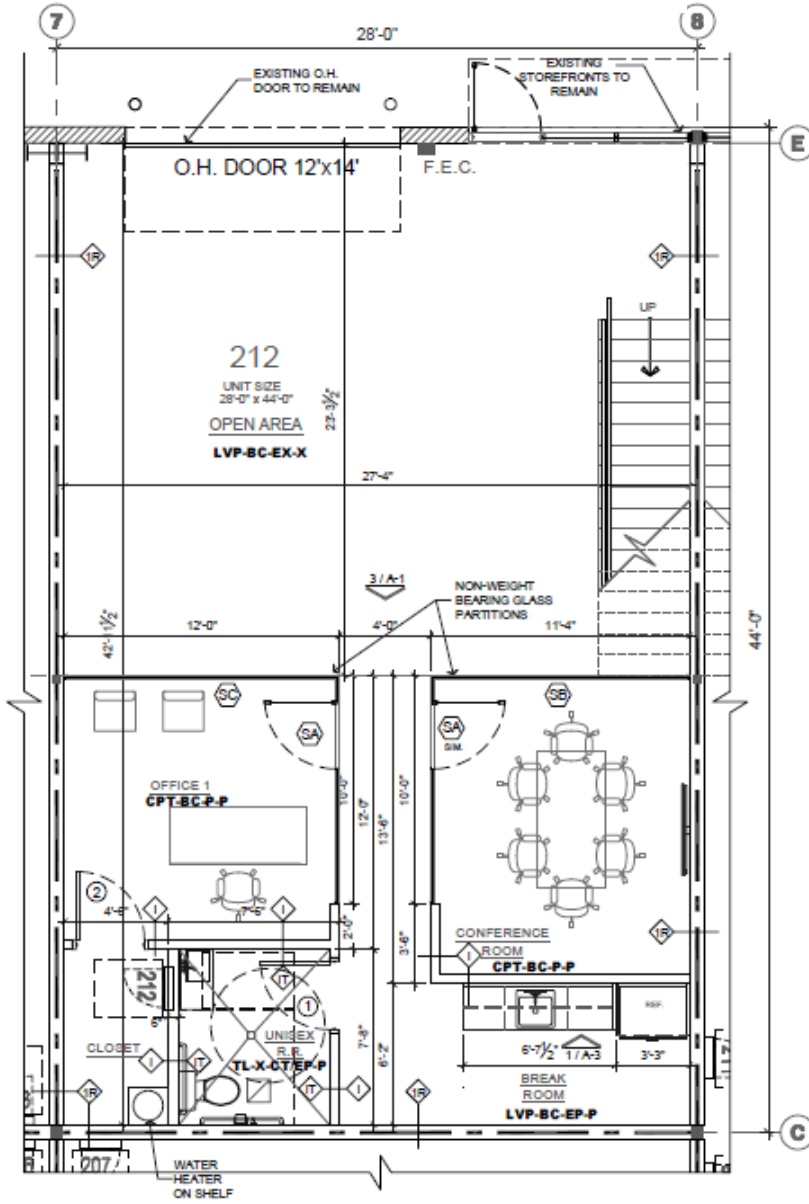 7
8
28'-0"
EXISTING O.H.
DOOR TO REMAIN
EXISTING
STOREFRONTS TO
REMAIN
E
O.H. DOOR 12'x14'
F.E.C.
1R
1R
UP
212
UNIT SIZE
28'-0" x 44'-0"
OPEN AREA
LVP-BC-EX-X
23'-3½"
27'-4"
3 / A-1
NON-WEIGHT
BEARING GLASS
PARTITIONS
42'-11½"
12'-0"
4'-0"
11'-4"
44'-0"
SC
SA
SA
SIM.
SB
OFFICE 1
CPT-BC-P-P
10'-0"
12'-0"
13'-6"
10'-0"
2
4'-6"
I
7'-6"
I
2'-0"
3'-6"
CONFERENCE
ROOM
CPT-BC-P-P
I
1R
212
IT
1
REF.
6"
UNISEX
R.R.
TL-X-CT/EP-P
7'-8"
6'-2"
6'-7½"
1 / A-3
3'-3"
CLOSET
I
IT
IT
I
BREAK
ROOM
LVP-BC-EP-P
1R
1R
C
207
WATER
HEATER
ON SHELF